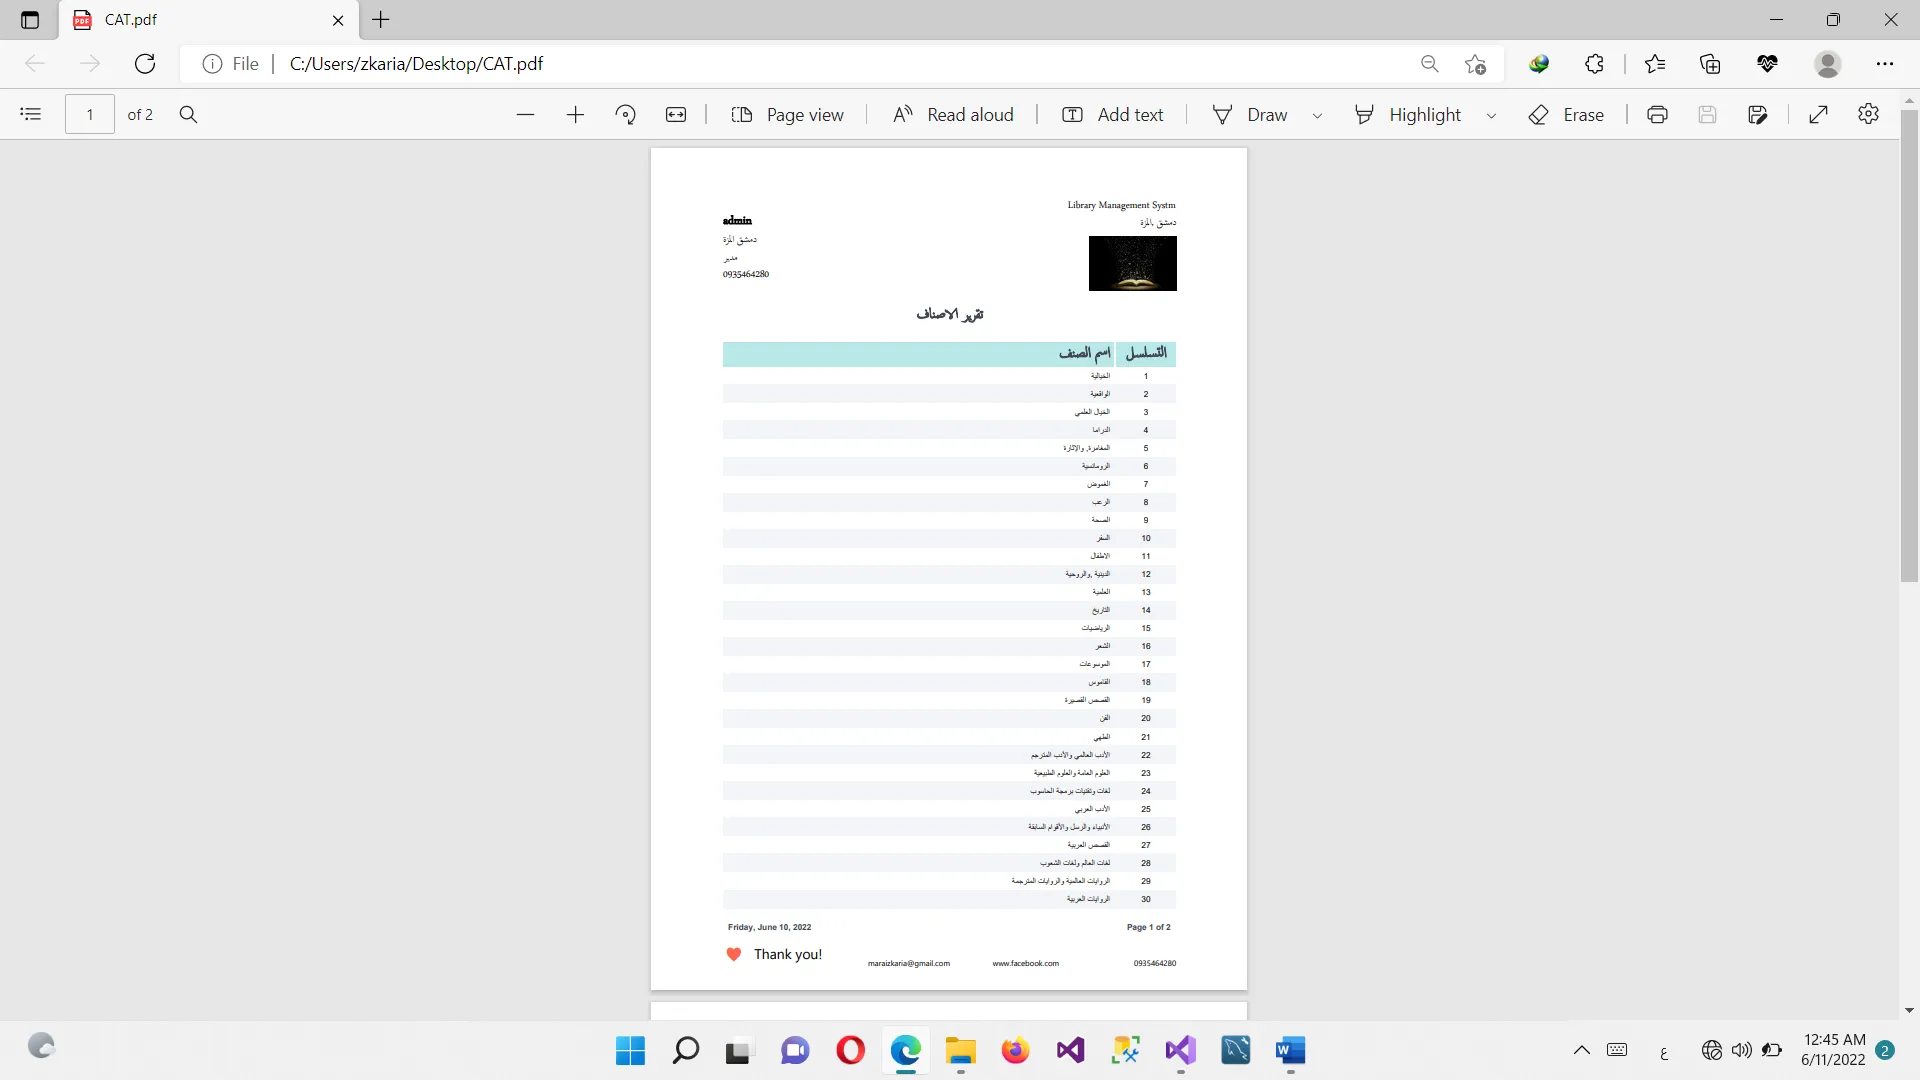 CAT.pdf
File
C:/Users/zkaria/Desktop/CAT.pdf
1 of 2
Page view
Read aloud
Add text
Draw
Highlight
Erase
Library Management Systm
دمشق ,المزة
admin
دمشق المزة
مدير
0935464280
تقرير الاصناف
التسلسل اسم الصنف
1 الخيالية
2 الواقعية
3 الخيال العلمي
4 الدراما
5 المغامرة, والإثارة
6 الرومانسية
7 الغموض
8 الرعب
9 الصحة
10 السفر
11 الاطفال
12 الدينية ,والروحية
13 العلمية
14 التاريخ
15 الرياضيات
16 الشعر
17 الموسوعات
18 القاموس
19 القصص القصيرة
20 الفن
21 الطهي
22 الأدب العالمي والأدب المترجم
23 العلوم العامة والعلوم الطبيعية
24 لغات وتقنيات برمجة الحاسوب
25 الأدب العربي
26 الأنبياء والرسل والأقوام السابقة
27 القصص العربية
28 لغات العالم ولغات الشعوب
29 الروايات العالمية والروايات المترجمة
30 الروايات العربية
Friday, June 10, 2022 Page 1 of 2
Thank you!
maraizkaria@gmail.com www.facebook.com 0935464280
ع
12:45 AM
6/11/2022
2